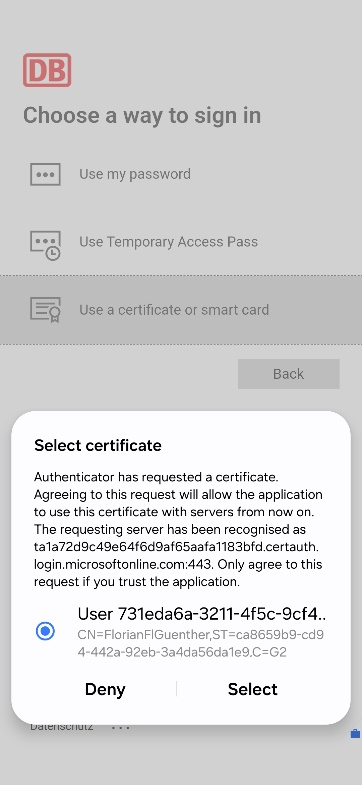 DB
Choose a way to sign in
Use my password
Use Temporary Access Pass
Use a certificate or smart card
Back
Select certificate
Authenticator has requested a certificate.
Agreeing to this request will allow the application
to use this certificate with servers from now on.
The requesting server has been recognised as
ta1a72d9c49e64f6d9af65aafa1183bfd.certauth.
login.microsoftonline.com:443. Only agree to this
request if you trust the application.
User 731eda6a-3211-4f5c-9cf4..
CN=FlorianFlGuenther,ST=ca8659b9-cd9
4-442a-92eb-3a4da56da1e9,C=G2
Deny
Select
Datenschutz ...